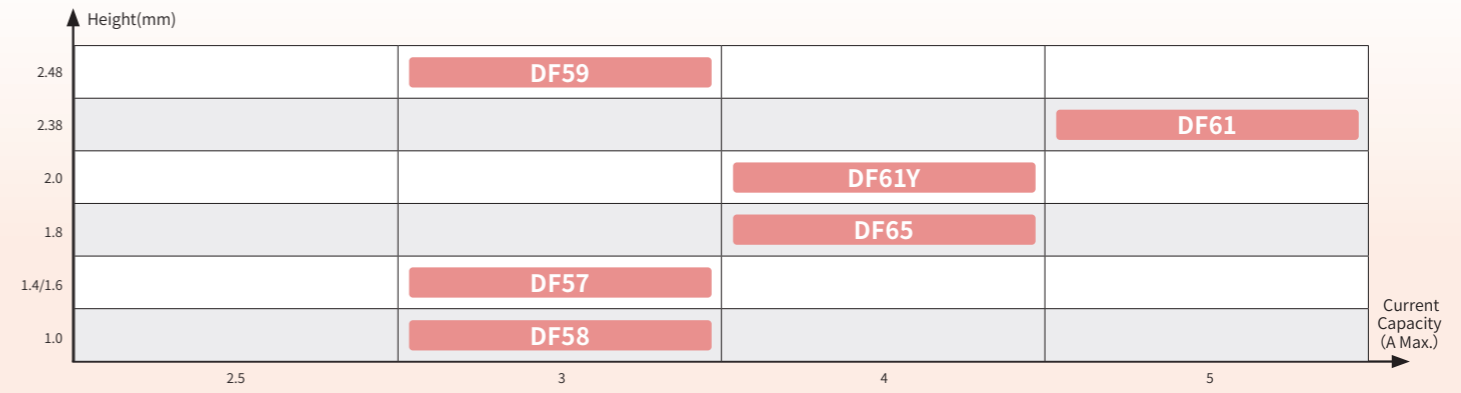 Height(mm)
2.48
DF59
2.38
DF61
2.0
DF61Y
1.8
DF65
1.4/1.6
DF57
1.0
DF58
Current
Capacity
(A Max.)
2.5
3
4
5